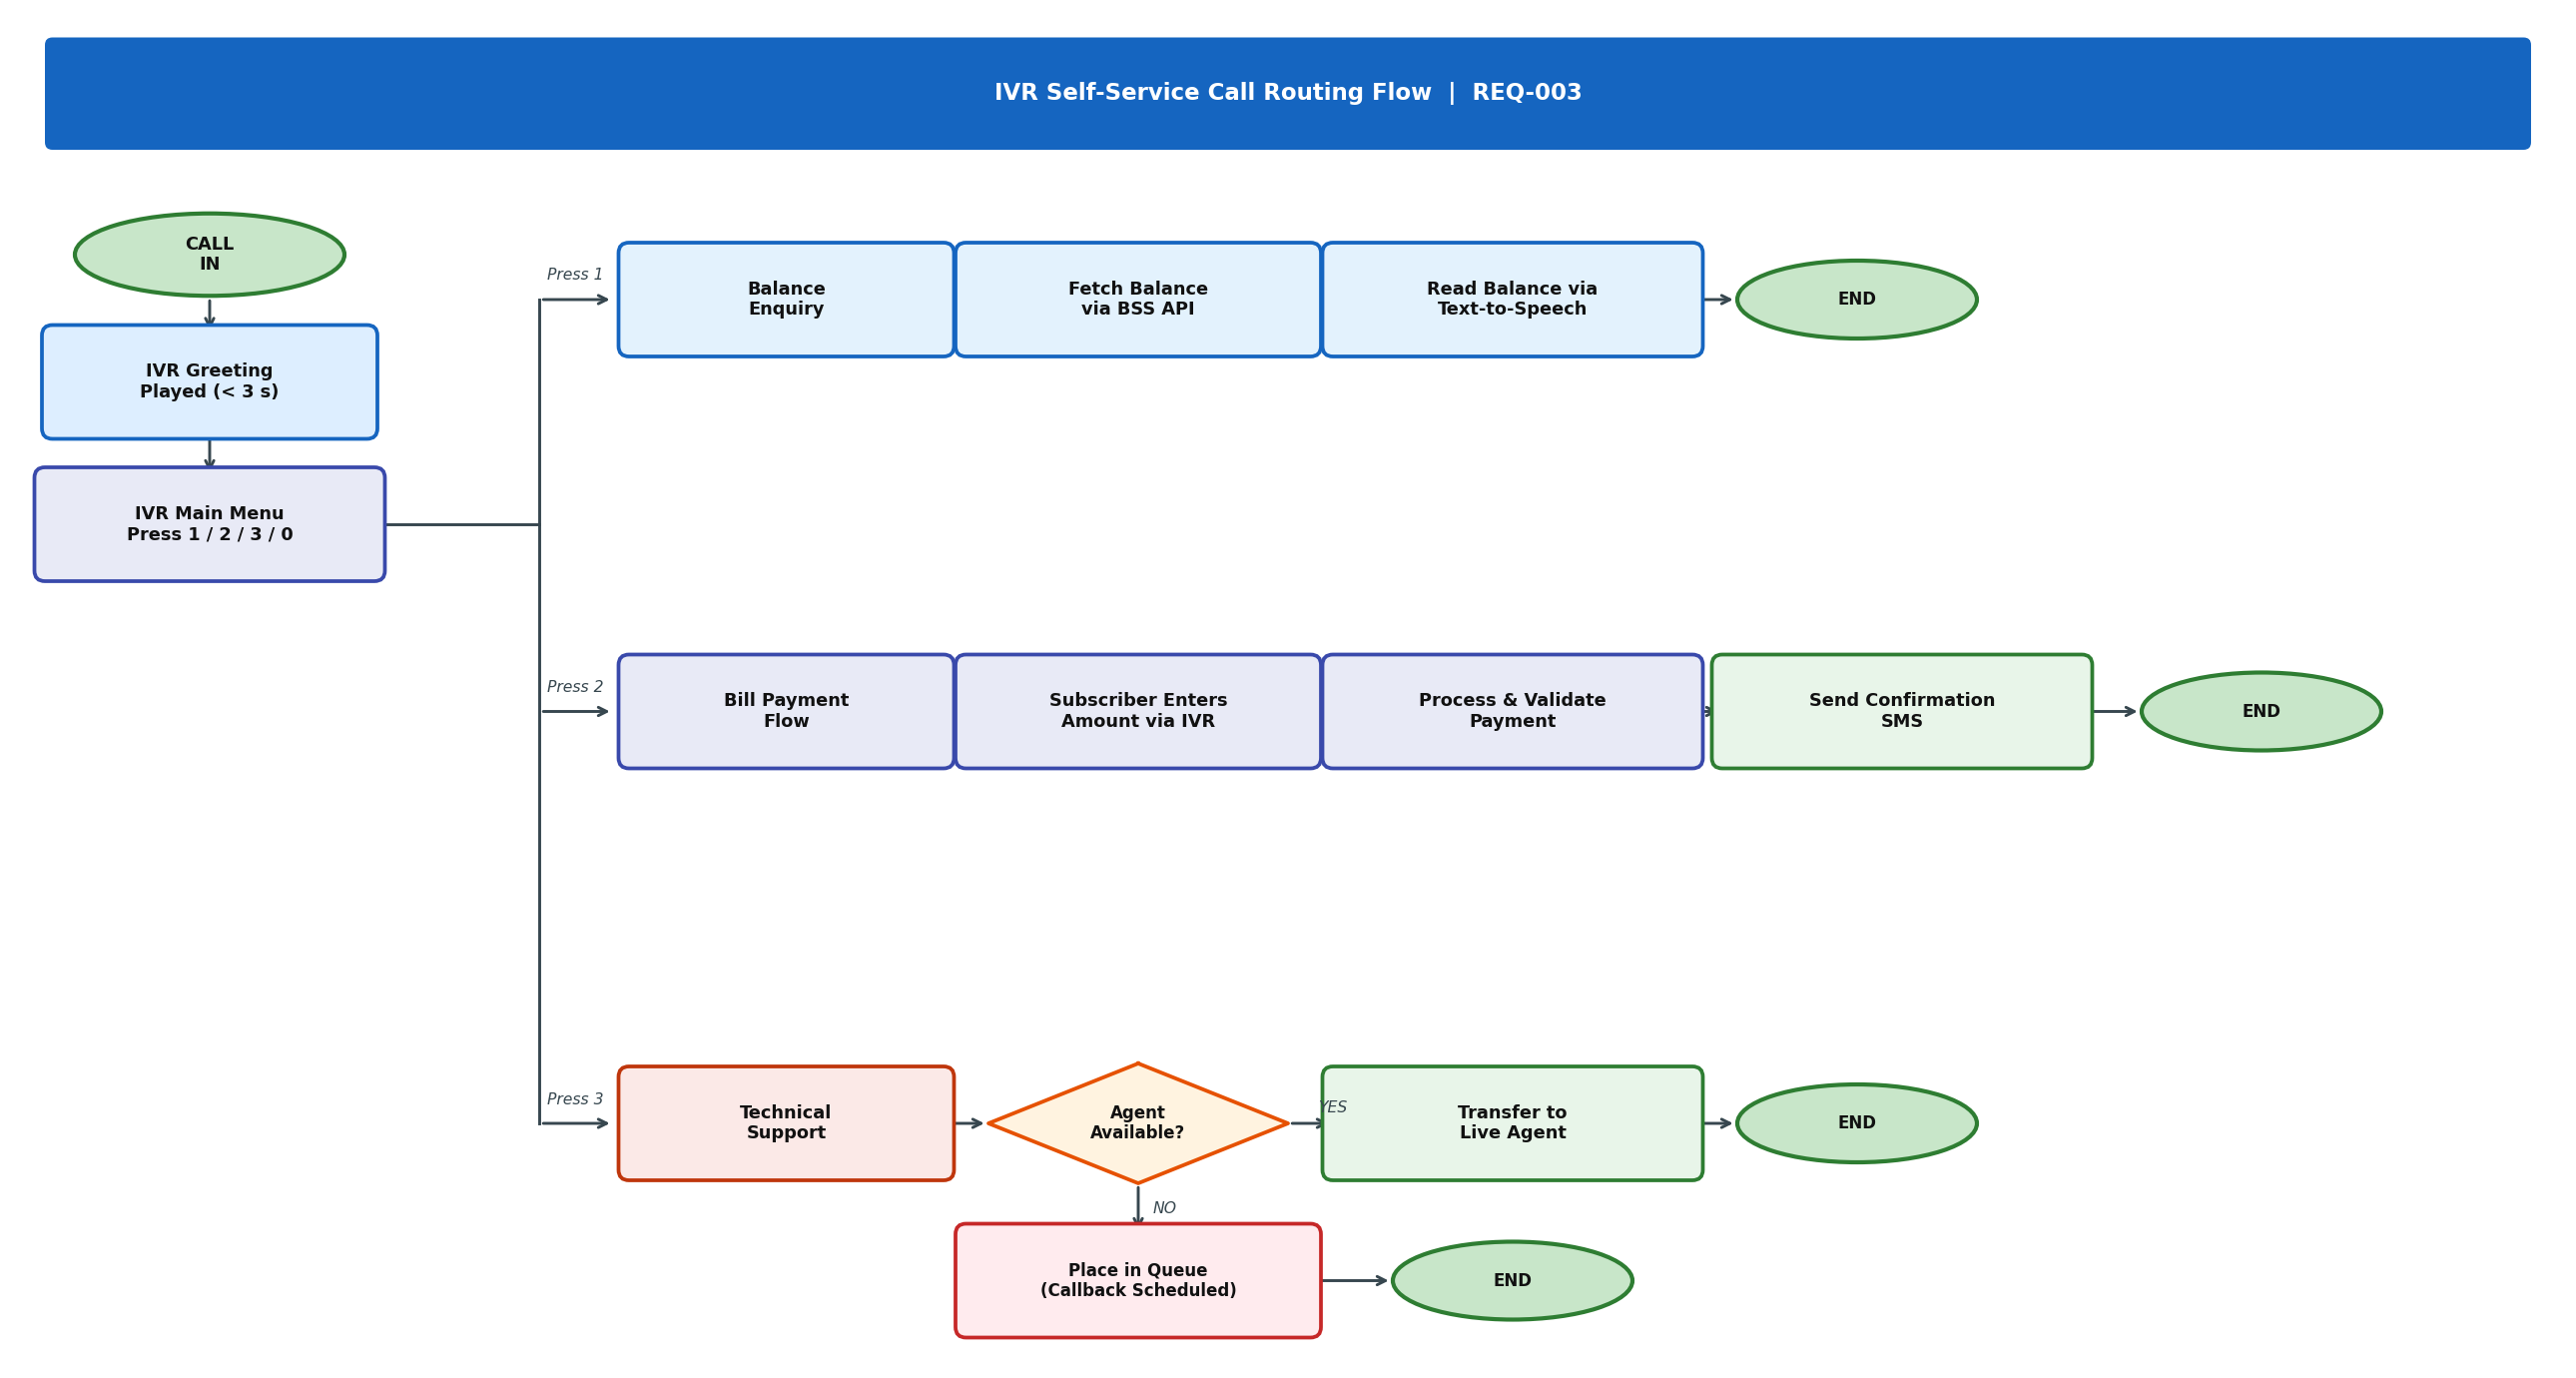 IVR Self-Service Call Routing Flow | REQ-003
CALL
IN
IVR Greeting
Played (< 3 s)
IVR Main Menu
Press 1 / 2 / 3 / 0
Press 1
Balance
Enquiry
Fetch Balance
via BSS API
Read Balance via
Text-to-Speech
END
Press 2
Bill Payment
Flow
Subscriber Enters
Amount via IVR
Process & Validate
Payment
Send Confirmation
SMS
END
Press 3
Technical
Support
Agent
Available?
YES
Transfer to
Live Agent
END
NO
Place in Queue
(Callback Scheduled)
END